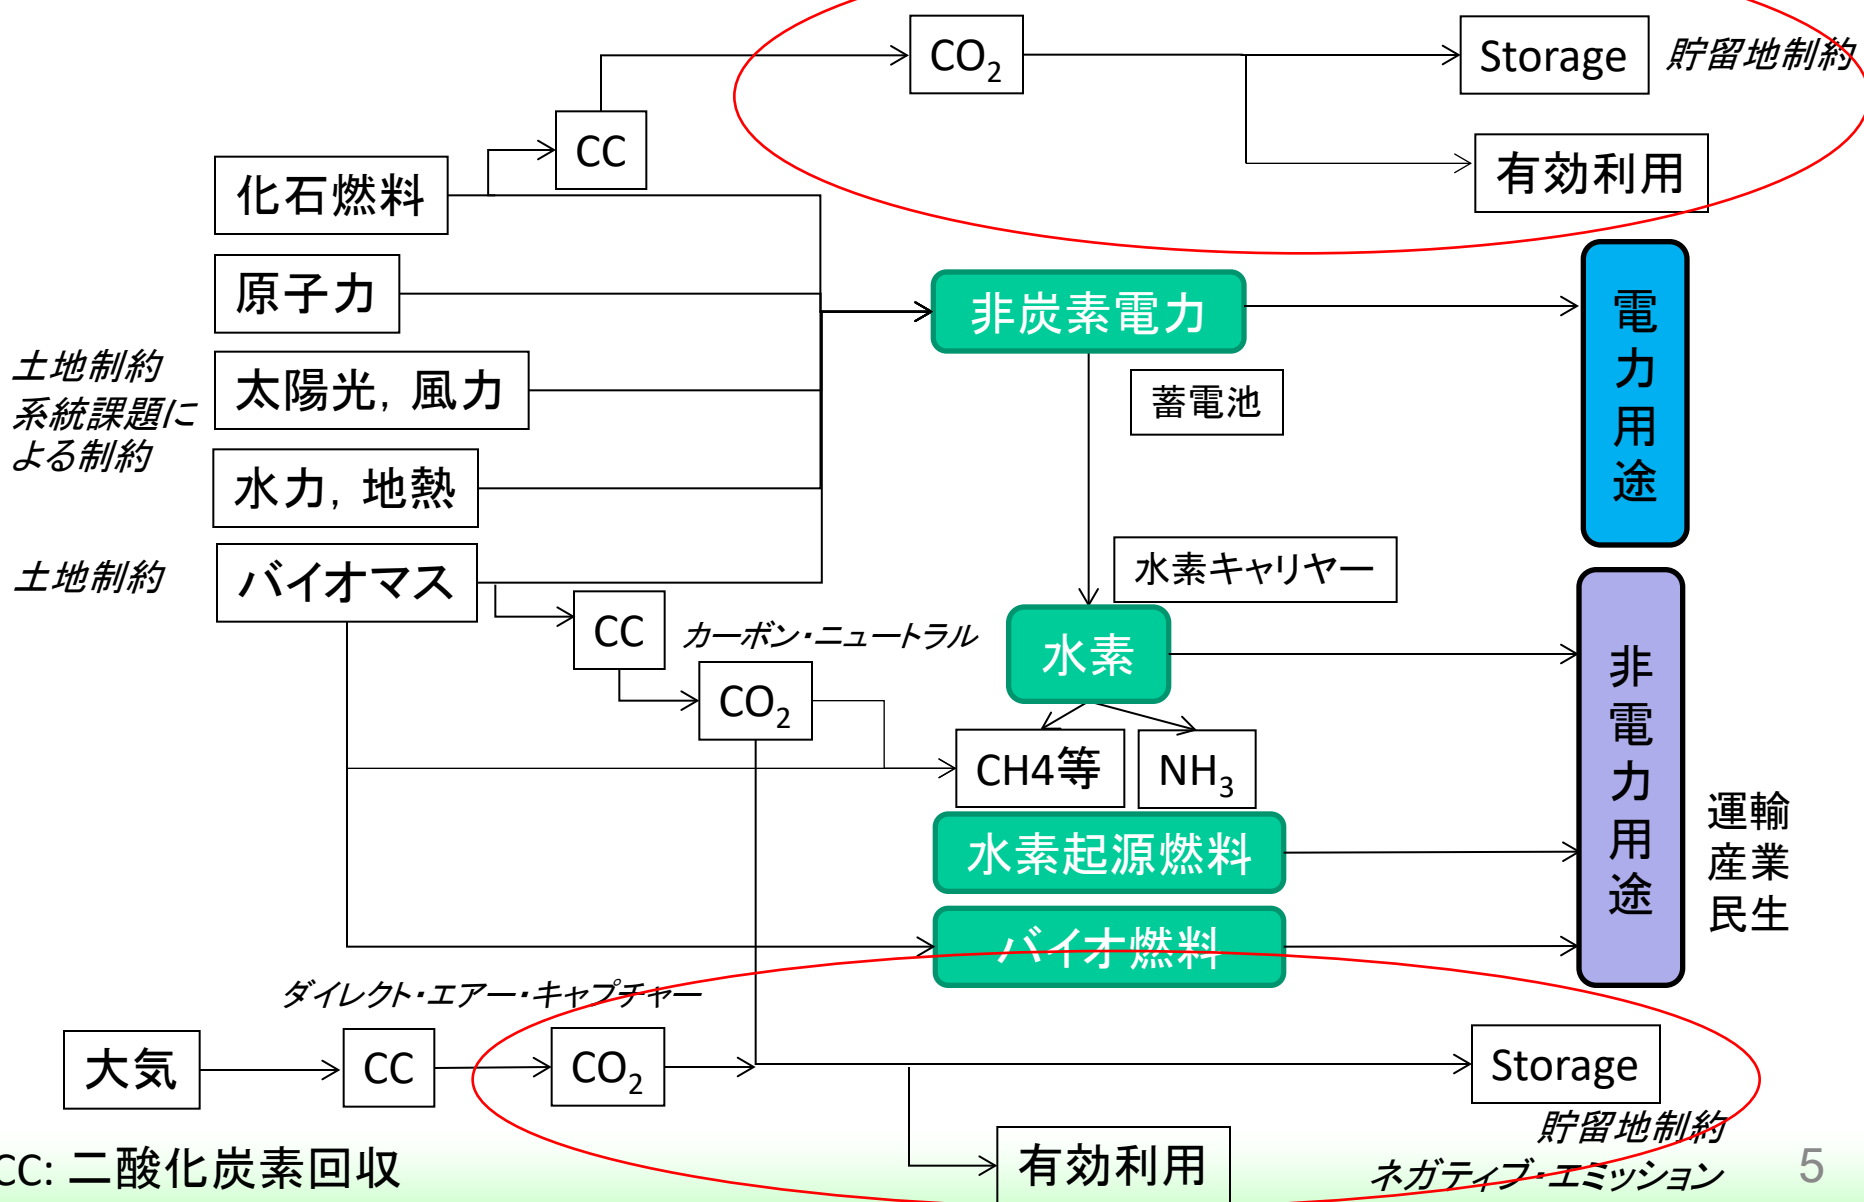 CO₂
Storage
貯留地制約
CC
有効利用
化石燃料
原子力
非炭素電力
電力用途
土地制約
系統課題に
よる制約
太陽光, 風力
蓄電池
水力, 地熱
水素キャリヤー
土地制約
バイオマス
CC
カーボン・ニュートラル
水素
非電力用途
CO₂
CH4等
NH₃
水素起源燃料
運輸
産業
民生
バイオ燃料
ダイレクト・エアー・キャプチャー
大気
CC
CO₂
Storage
貯留地制約
ネガティブ・エミッション
有効利用
CC: 二酸化炭素回収
5